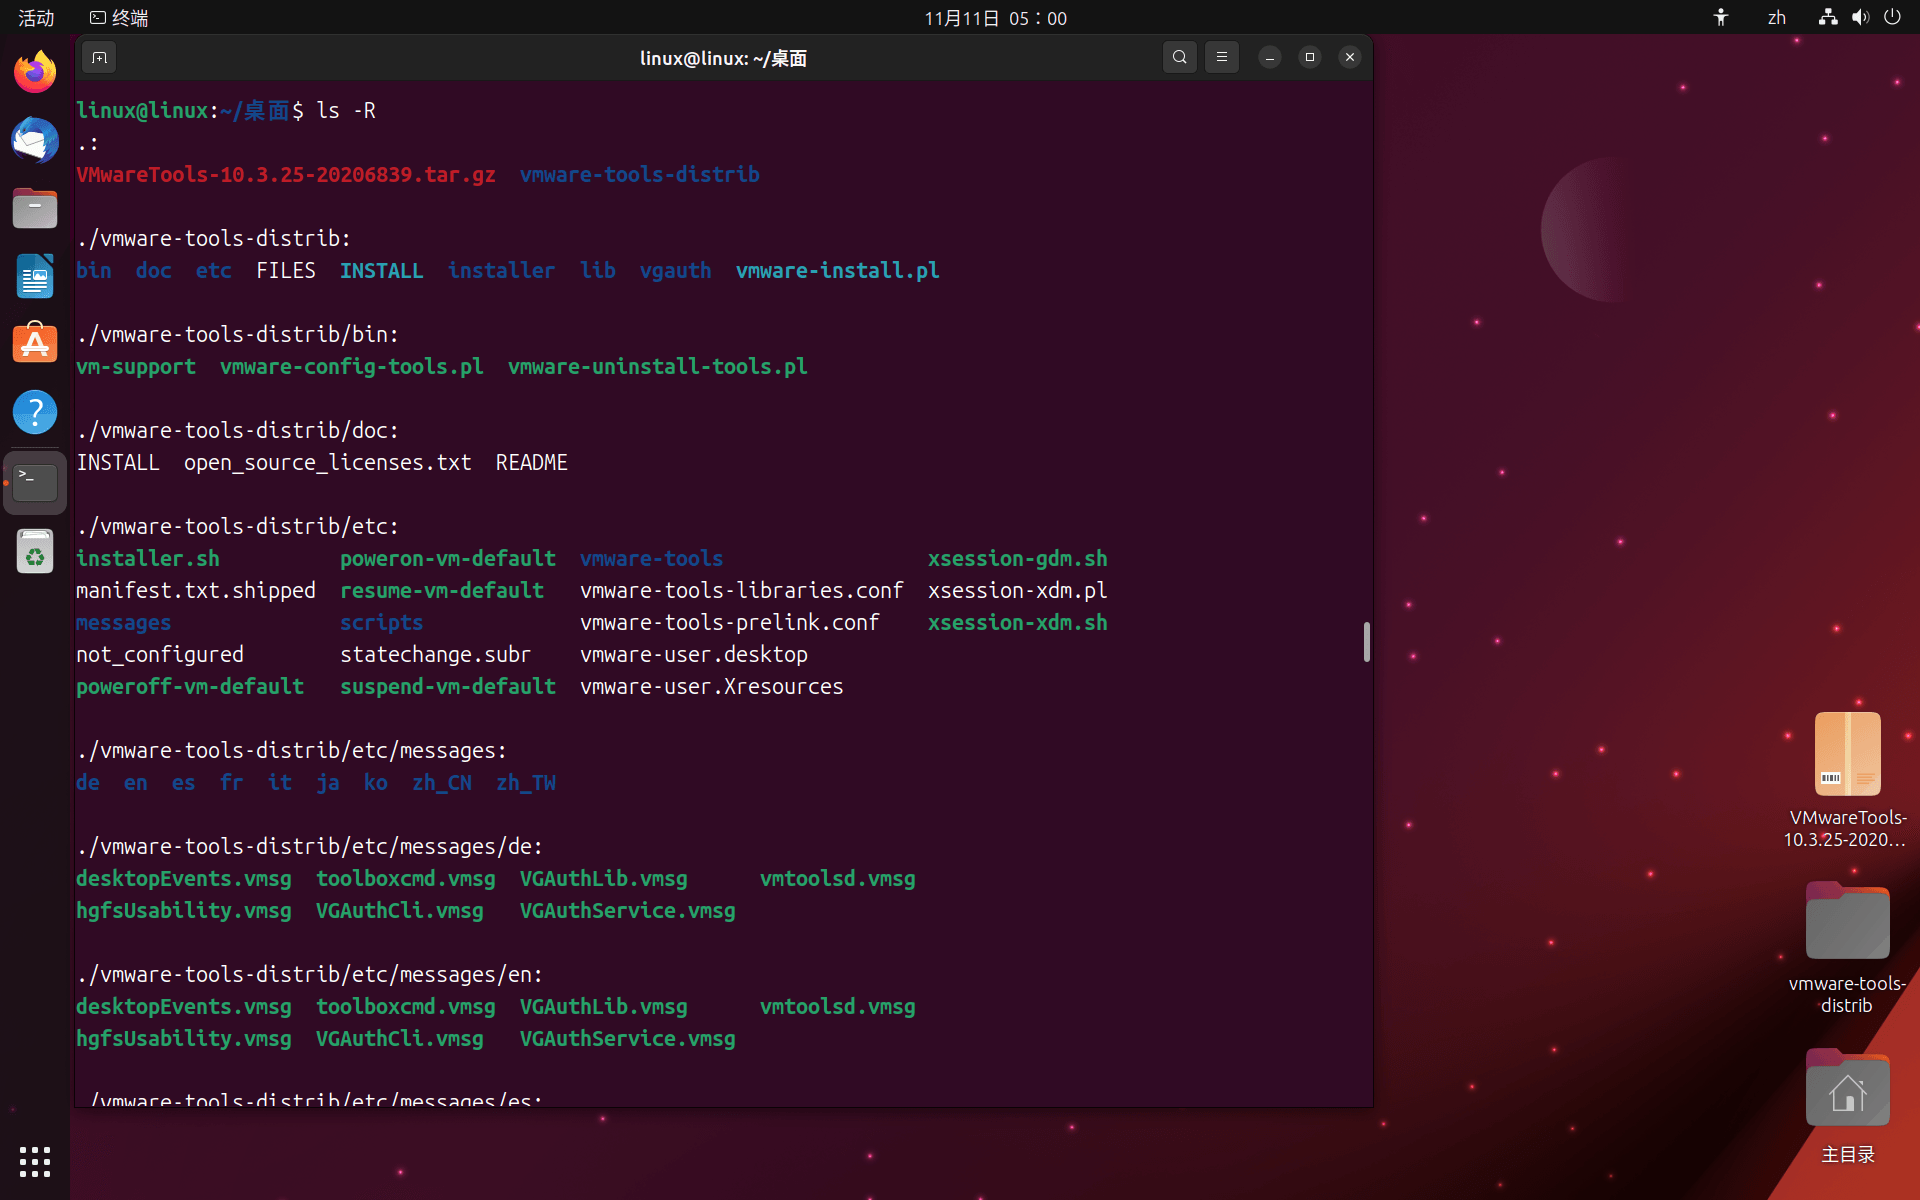 活动 终端 11月11日 05：00 zh
linux@linux: ~/桌面
linux@linux:~/桌面$ ls -R
.:
VMwareTools-10.3.25-20206839.tar.gz  vmware-tools-distrib
./vmware-tools-distrib:
bin  doc  etc  FILES  INSTALL  installer  lib  vgauth  vmware-install.pl
./vmware-tools-distrib/bin:
vm-support  vmware-config-tools.pl  vmware-uninstall-tools.pl
./vmware-tools-distrib/doc:
INSTALL  open_source_licenses.txt  README
./vmware-tools-distrib/etc:
installer.sh          poweron-vm-default  vmware-tools                 xsession-gdm.sh
manifest.txt.shipped  resume-vm-default   vmware-tools-libraries.conf  xsession-xdm.pl
messages              scripts             vmware-tools-prelink.conf    xsession-xdm.sh
not_configured        statechange.subr    vmware-user.desktop
poweroff-vm-default   suspend-vm-default  vmware-user.Xresources
./vmware-tools-distrib/etc/messages:
de  en  es  fr  it  ja  ko  zh_CN  zh_TW
./vmware-tools-distrib/etc/messages/de:
desktopEvents.vmsg  toolboxcmd.vmsg  VGAuthLib.vmsg      vmtoolsd.vmsg
hgfsUsability.vmsg  VGAuthCli.vmsg   VGAuthService.vmsg
./vmware-tools-distrib/etc/messages/en:
desktopEvents.vmsg  toolboxcmd.vmsg  VGAuthLib.vmsg      vmtoolsd.vmsg
hgfsUsability.vmsg  VGAuthCli.vmsg   VGAuthService.vmsg
./vmware-tools-distrib/etc/messages/es:
VMwareTools-
10.3.25-2020...
vmware-tools-
distrib
主目录